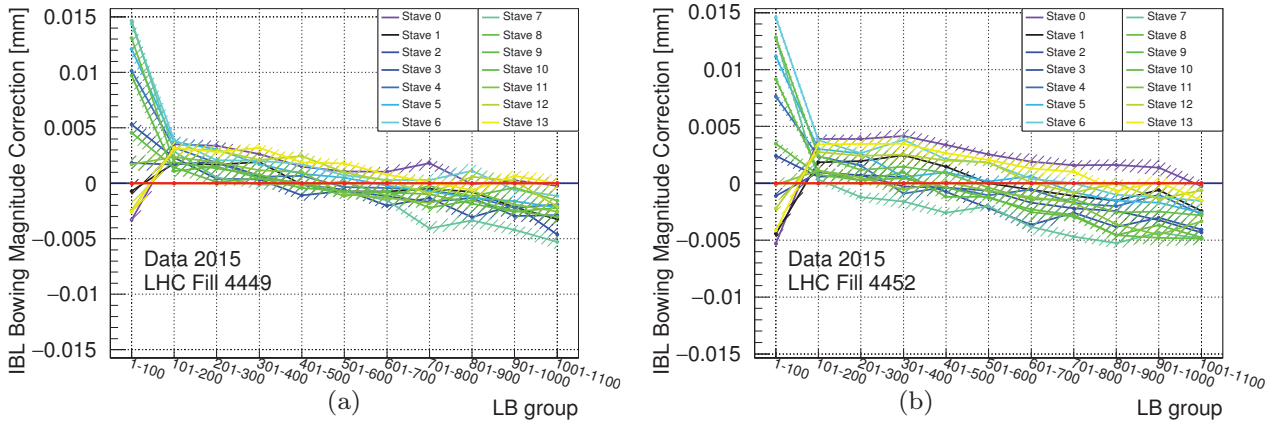 IBL Bowing Magnitude Correction [mm]
0.015
0.01
0.005
0
−0.005
−0.01
−0.015
Stave 0
Stave 1
Stave 2
Stave 3
Stave 4
Stave 5
Stave 6
Stave 7
Stave 8
Stave 9
Stave 10
Stave 11
Stave 12
Stave 13
Data 2015
LHC Fill 4449
1-100
101-200
201-300
301-400
401-500
501-600
601-700
701-800
801-900
901-1000
1001-1100
(a)
LB group
IBL Bowing Magnitude Correction [mm]
0.015
0.01
0.005
0
−0.005
−0.01
−0.015
Stave 0
Stave 1
Stave 2
Stave 3
Stave 4
Stave 5
Stave 6
Stave 7
Stave 8
Stave 9
Stave 10
Stave 11
Stave 12
Stave 13
Data 2015
LHC Fill 4452
1-100
101-200
201-300
301-400
401-500
501-600
601-700
701-800
801-900
901-1000
1001-1100
(b)
LB group